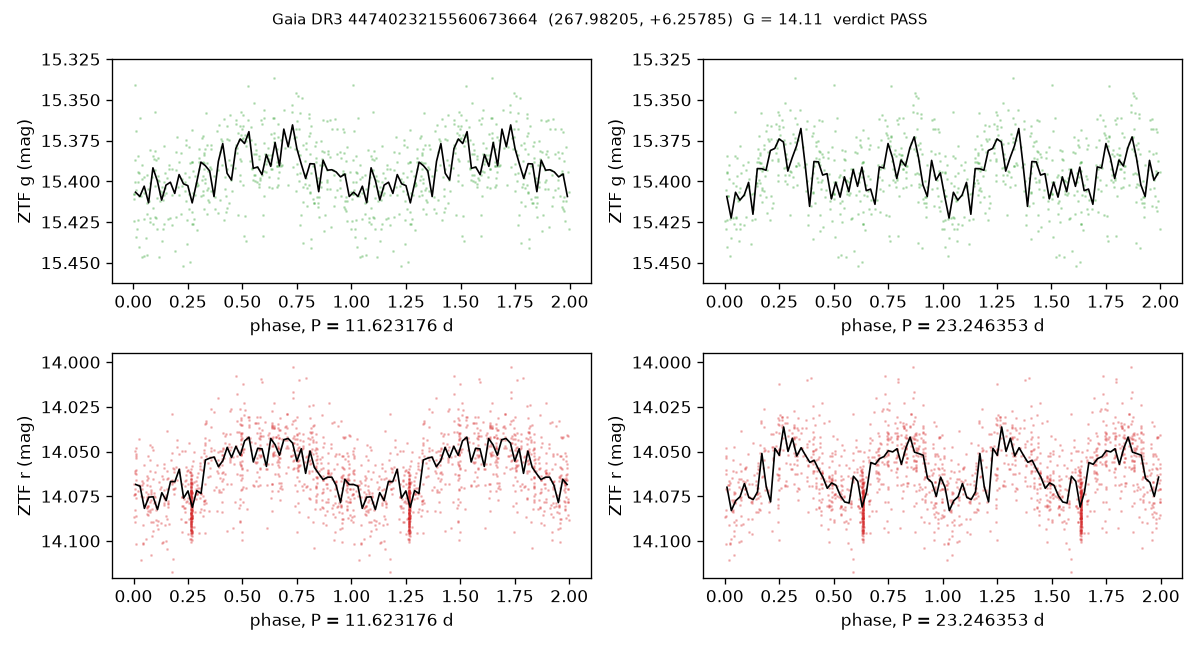 Gaia DR3 4474023215560673664 (267.98205, +6.25785) G = 14.11 verdict PASS
ZTF g (mag)
15.325
15.350
15.375
15.400
15.425
15.450
0.00 0.25 0.50 0.75 1.00 1.25 1.50 1.75 2.00
phase, P = 11.623176 d
ZTF g (mag)
15.325
15.350
15.375
15.400
15.425
15.450
0.00 0.25 0.50 0.75 1.00 1.25 1.50 1.75 2.00
phase, P = 23.246353 d
ZTF r (mag)
14.000
14.025
14.050
14.075
14.100
0.00 0.25 0.50 0.75 1.00 1.25 1.50 1.75 2.00
phase, P = 11.623176 d
ZTF r (mag)
14.000
14.025
14.050
14.075
14.100
0.00 0.25 0.50 0.75 1.00 1.25 1.50 1.75 2.00
phase, P = 23.246353 d